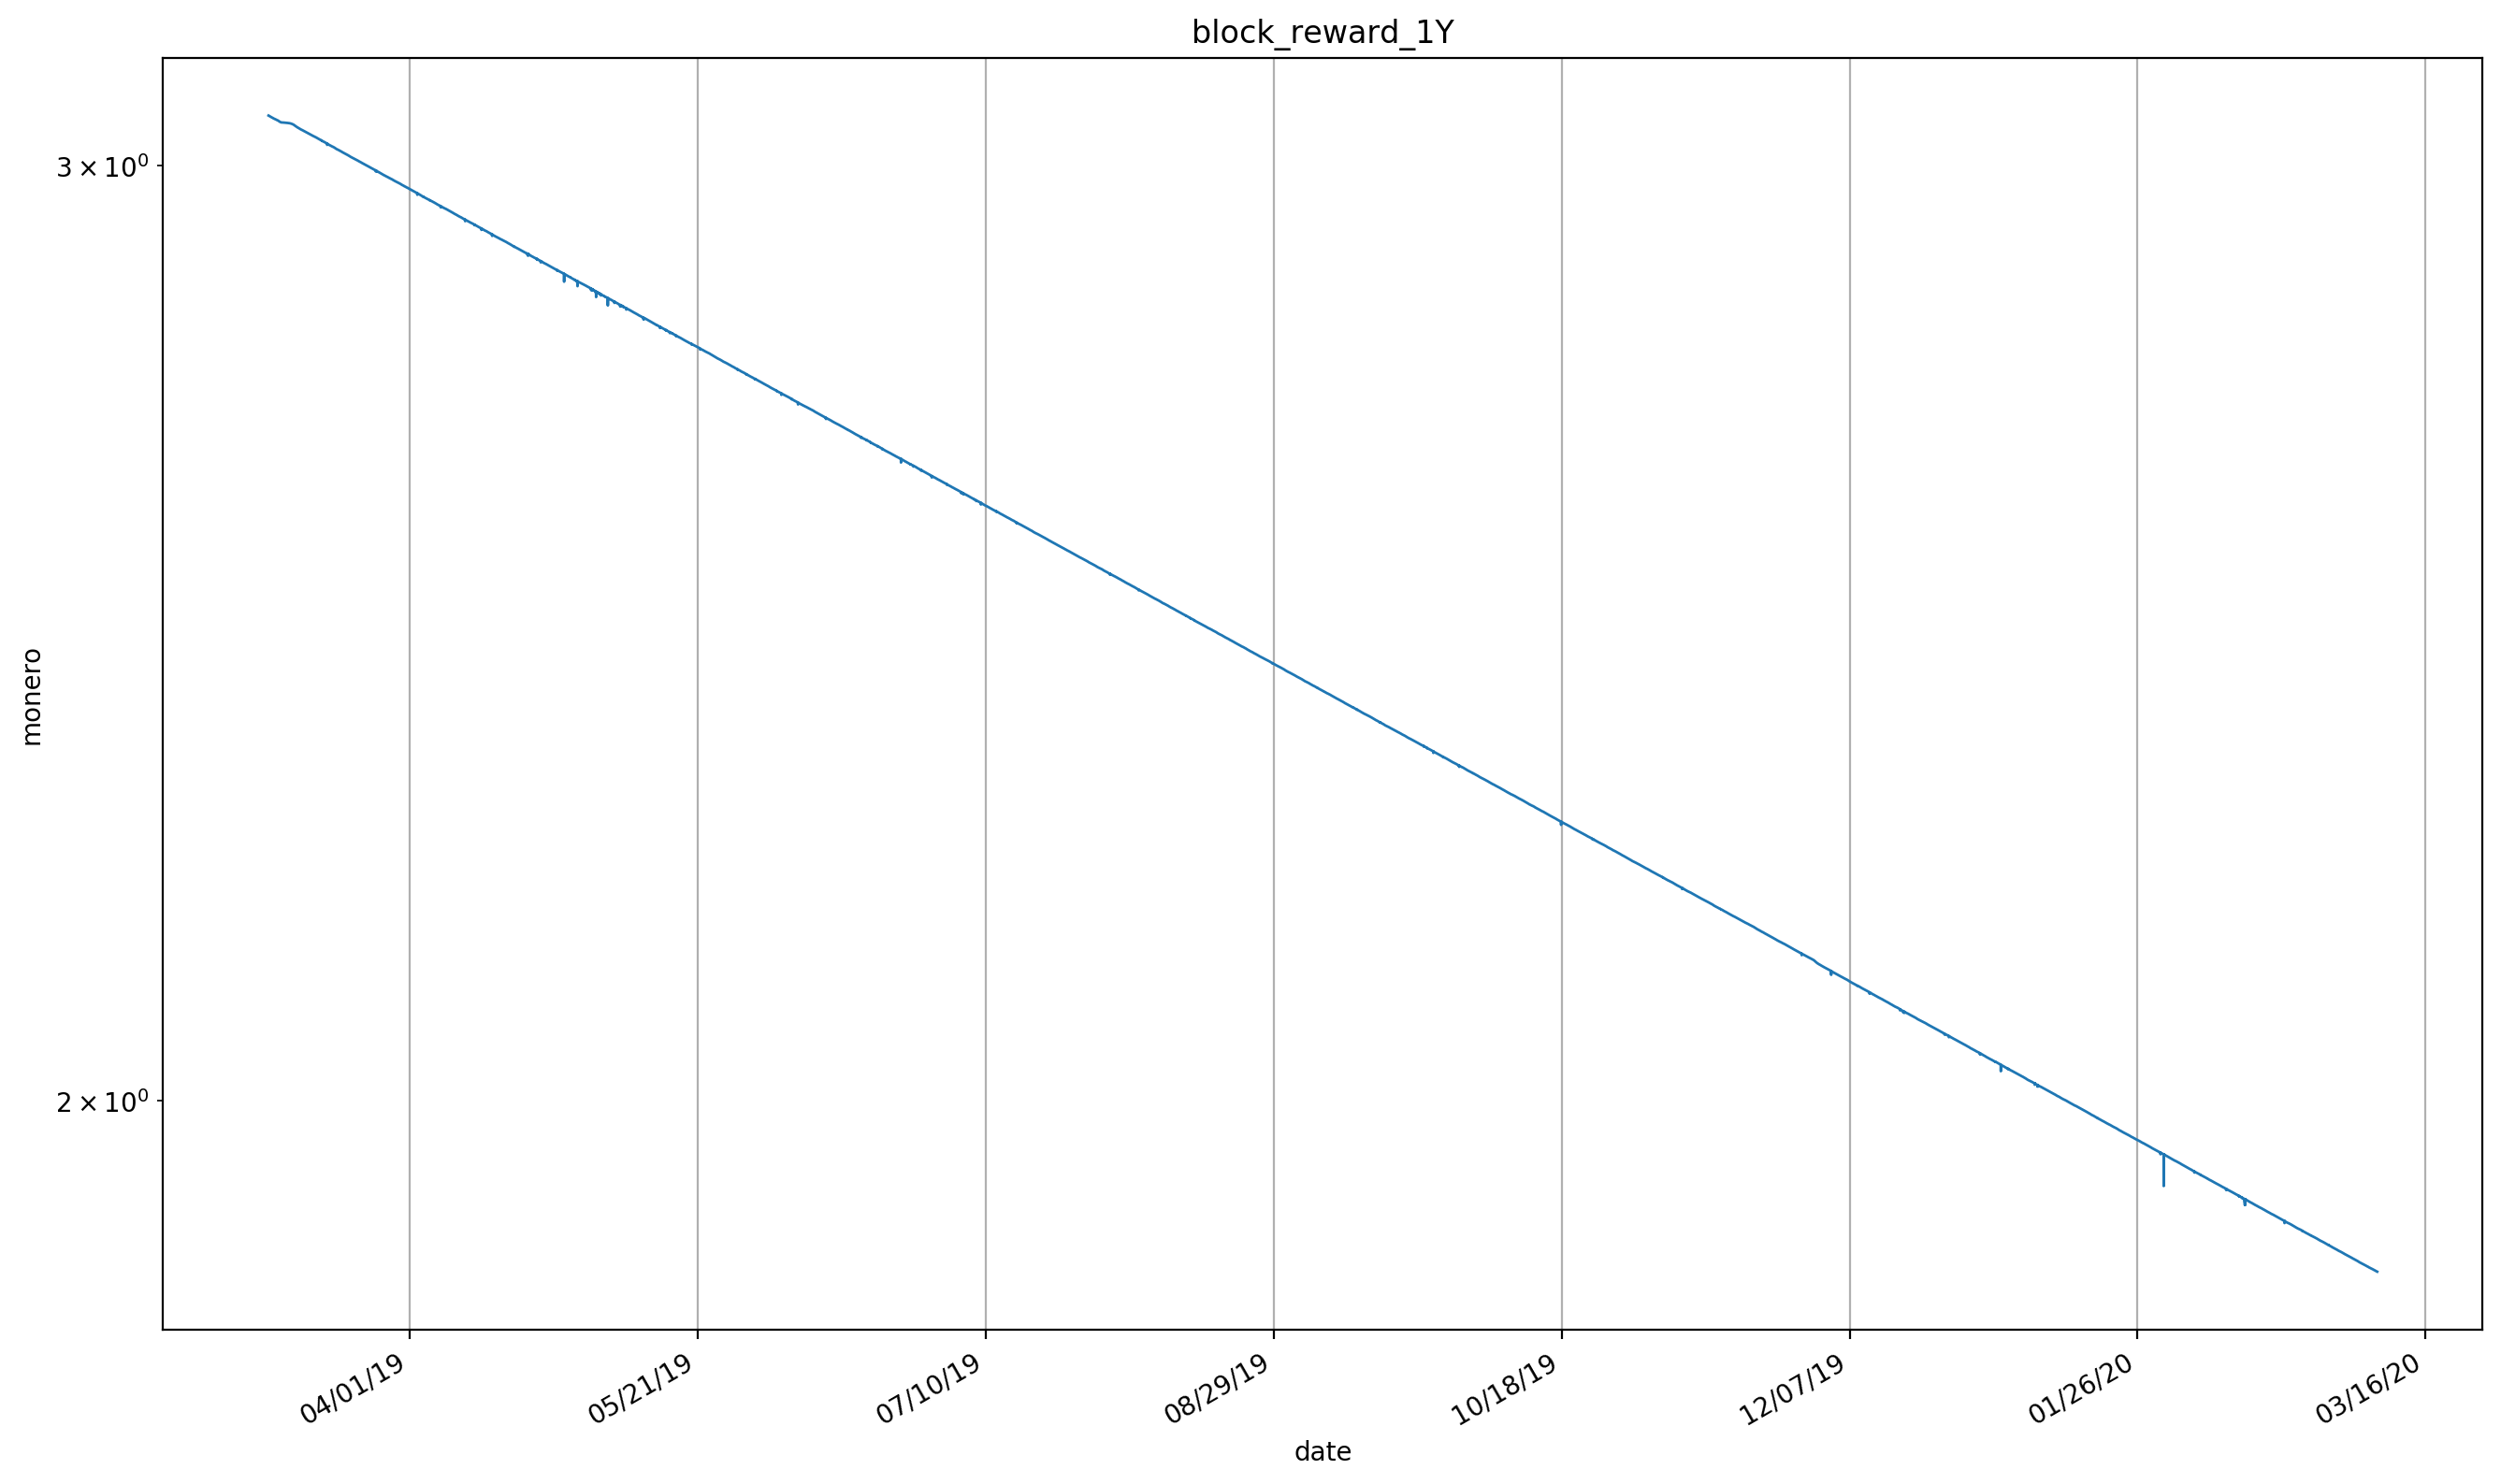 block_reward_1Y
3 × 10⁰
monero
2 × 10⁰
04/01/19
05/21/19
07/10/19
08/29/19
10/18/19
12/07/19
01/26/20
03/16/20
date